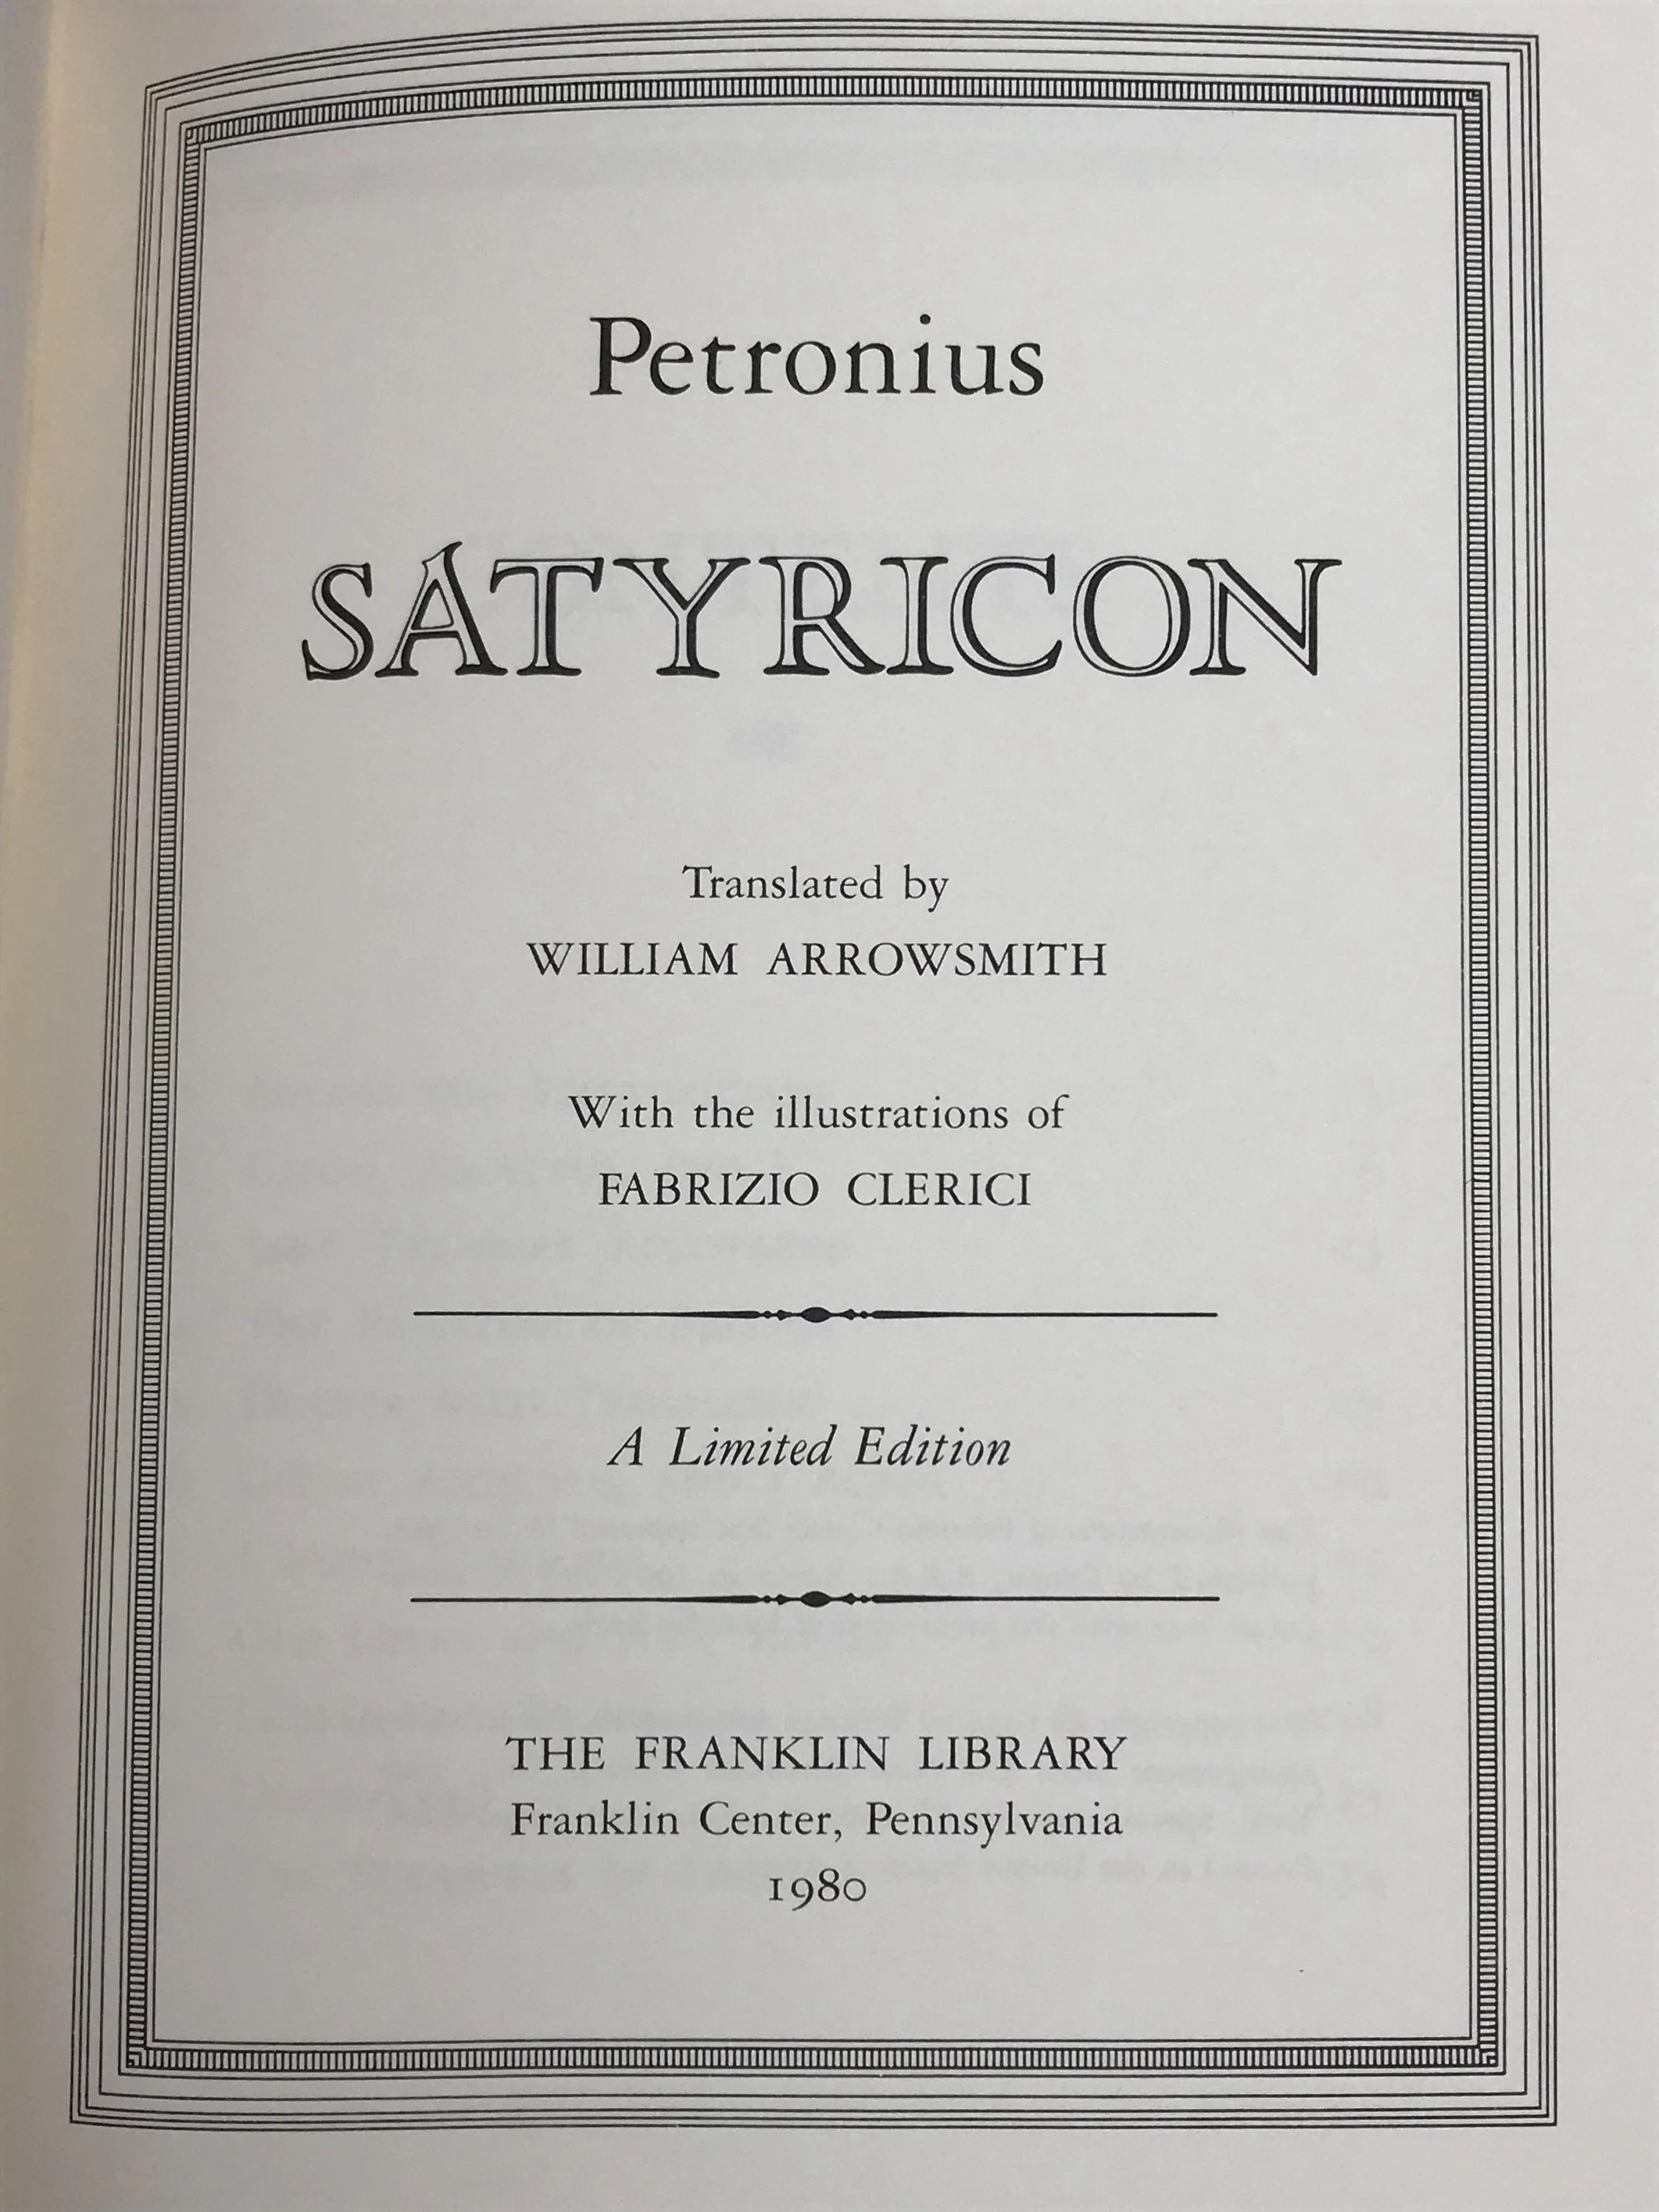 Petronius
SATYRICON
Translated by
WILLIAM ARROWSMITH
With the illustrations of
FABRIZIO CLERICI
A Limited Edition
THE FRANKLIN LIBRARY
Franklin Center, Pennsylvania
1980